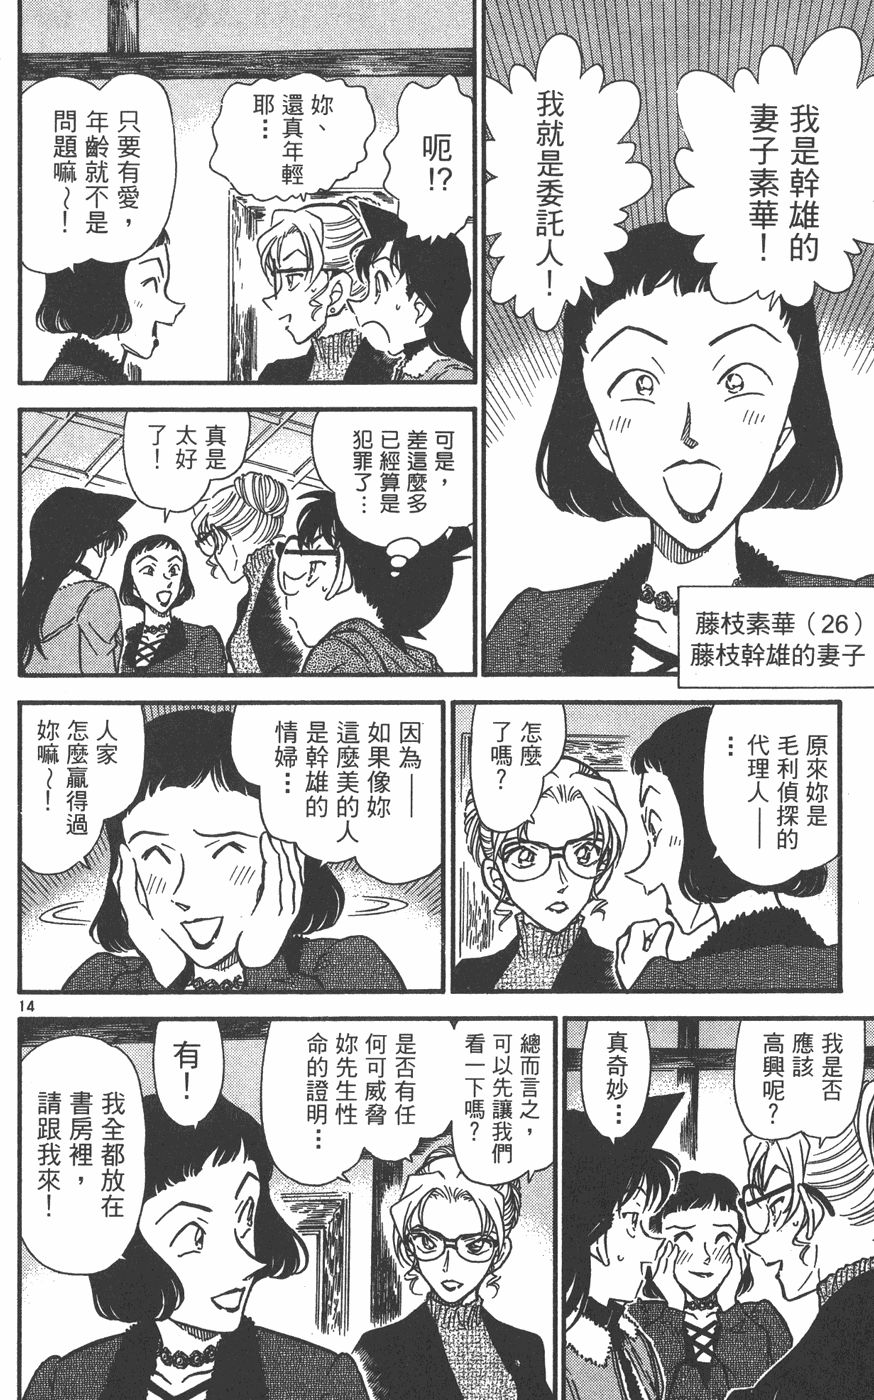 我是幹雄的
妻子素華！
我就是委託人！
藤枝素華（26）
藤枝幹雄的妻子
呃!?
妳、
還真年輕
耶…
只要有愛，
年齡就不是
問題嘛～！
可是，
差這麼多
已經算是
犯罪了…
真是
太好
了！
原來妳是
毛利偵探的
代理人——
…
怎麼
了嗎？
因為——
如果像妳
這麼美的人
是幹雄的
情婦…
人家
怎麼贏得過
妳嘛～！
14
我是否
應該
高興呢？
真奇妙…
總而言之，
可以先讓我們
看一下嗎？
是否有任
何可威脅
妳先生性
命的證明…
有！
我全都放在
書房裡，
請跟我來！